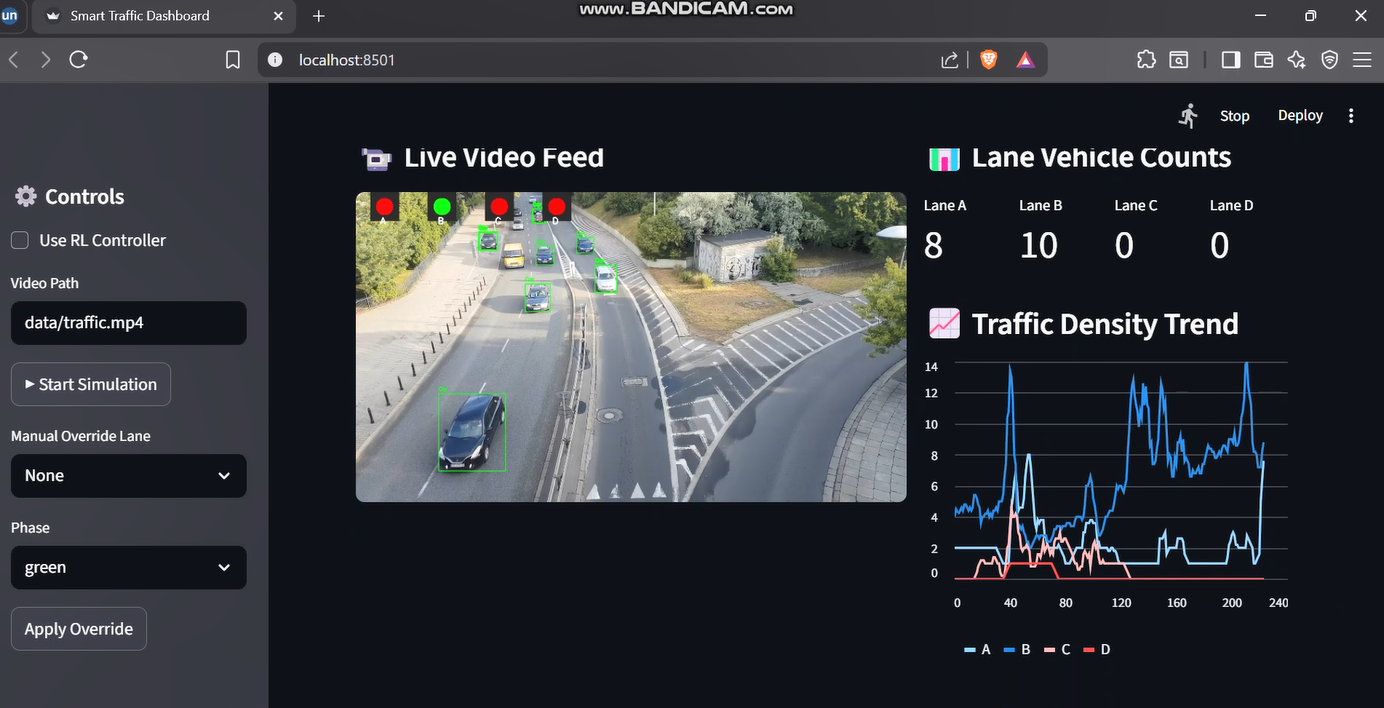 www.BANDICAM.com
un
Smart Traffic Dashboard
localhost:8501
Stop
Deploy
Controls
Use RL Controller
Video Path
data/traffic.mp4
Start Simulation
Manual Override Lane
None
Phase
green
Apply Override
Live Video Feed
A
B
C
D
Lane Vehicle Counts
Lane A
Lane B
Lane C
Lane D
8
10
0
0
Traffic Density Trend
14
12
10
8
6
4
2
0
0
40
80
120
160
200
240
A
B
C
D